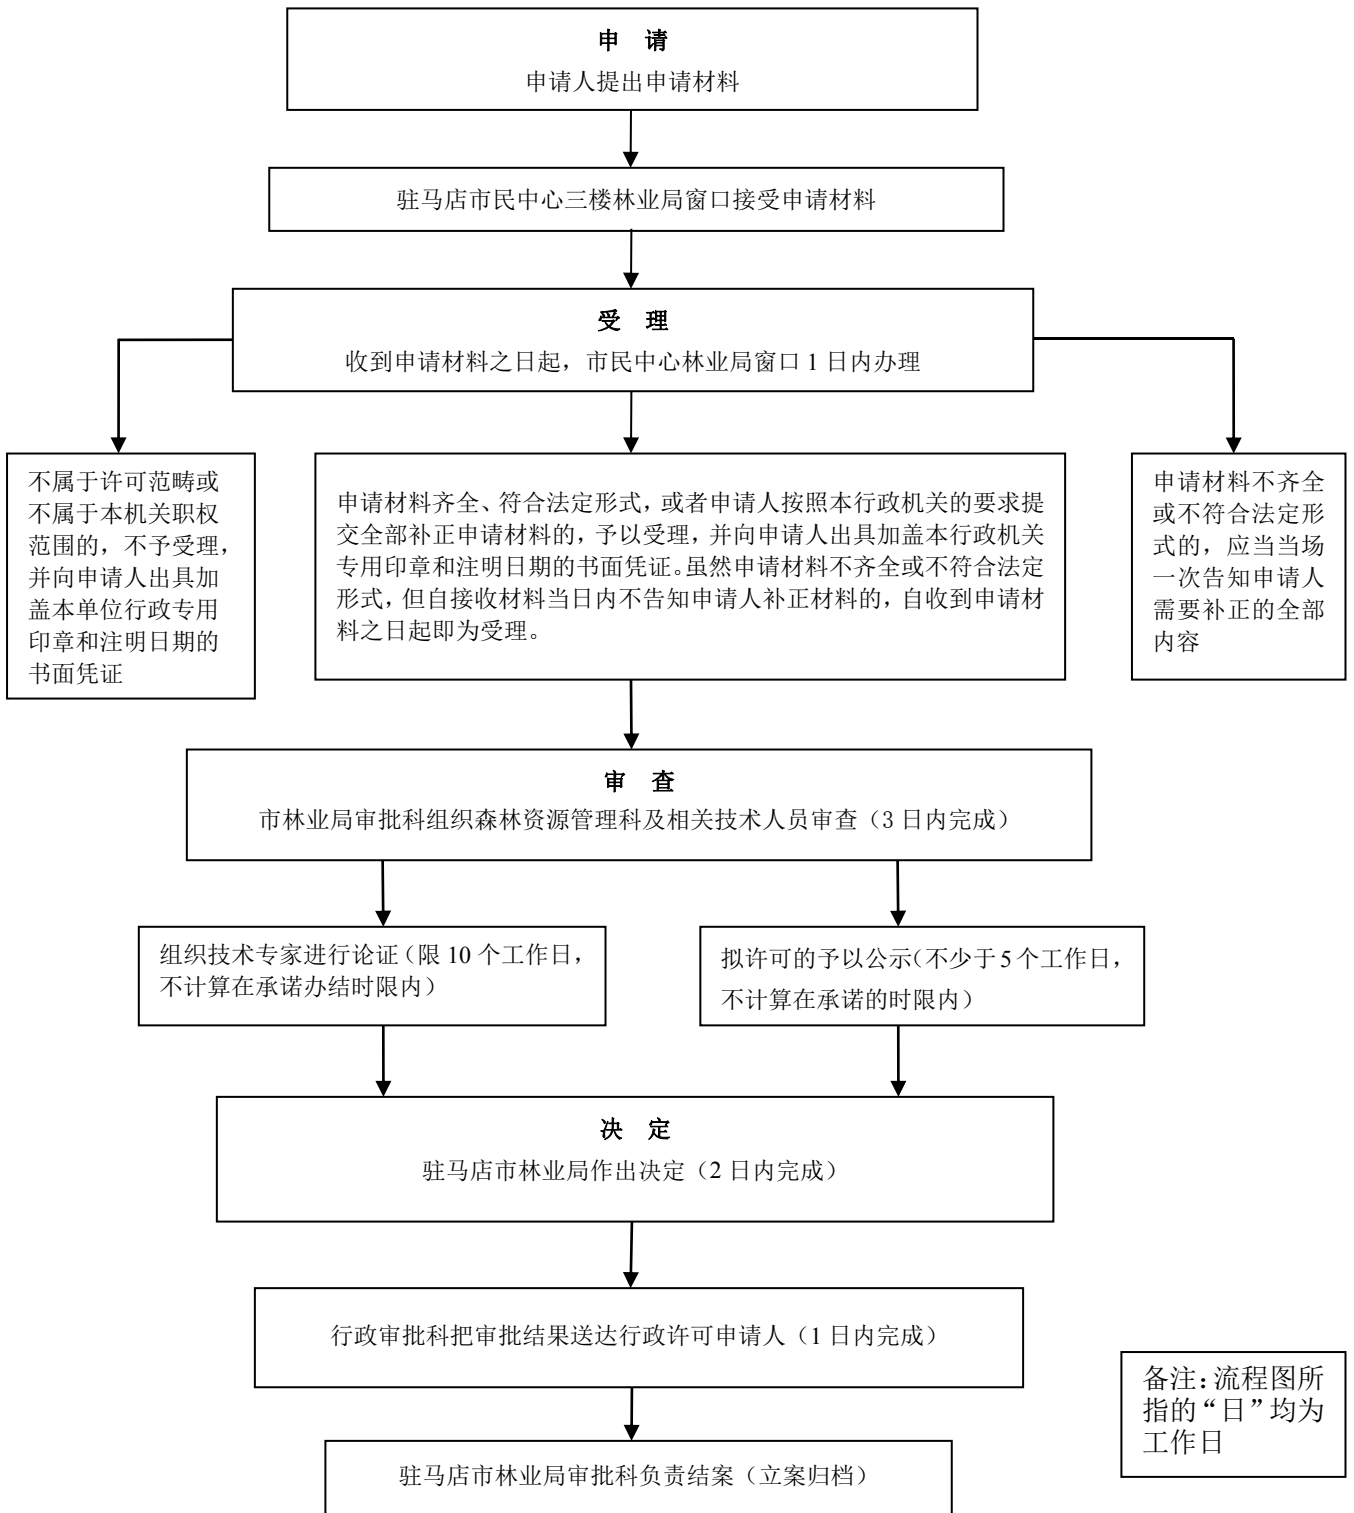 申 请
申请人提出申请材料
驻马店市民中心三楼林业局窗口接受申请材料
受 理
收到申请材料之日起，市民中心林业局窗口 1 日内办理
不属于许可范畴或
不属于本机关职权
范围的，不予受理，
并向申请人出具加
盖本单位行政专用
印章和注明日期的
书面凭证
申请材料齐全、符合法定形式，或者申请人按照本行政机关的要求提
交全部补正申请材料的，予以受理，并向申请人出具加盖本行政机关
专用印章和注明日期的书面凭证。虽然申请材料不齐全或不符合法定
形式，但自接收材料当日内不告知申请人补正材料的，自收到申请材
料之日起即为受理。
申请材料不齐全
或不符合法定形
式的，应当当场
一次告知申请人
需要补正的全部
内容
审 查
市林业局审批科组织森林资源管理科及相关技术人员审查（3 日内完成）
组织技术专家进行论证（限 10 个工作日，
不计算在承诺办结时限内）
拟许可的予以公示（不少于 5 个工作日，
不计算在承诺的时限内）
决 定
驻马店市林业局作出决定（2 日内完成）
行政审批科把审批结果送达行政许可申请人（1 日内完成）
驻马店市林业局审批科负责结案（立案归档）
备注：流程图所
指的“日”均为
工作日